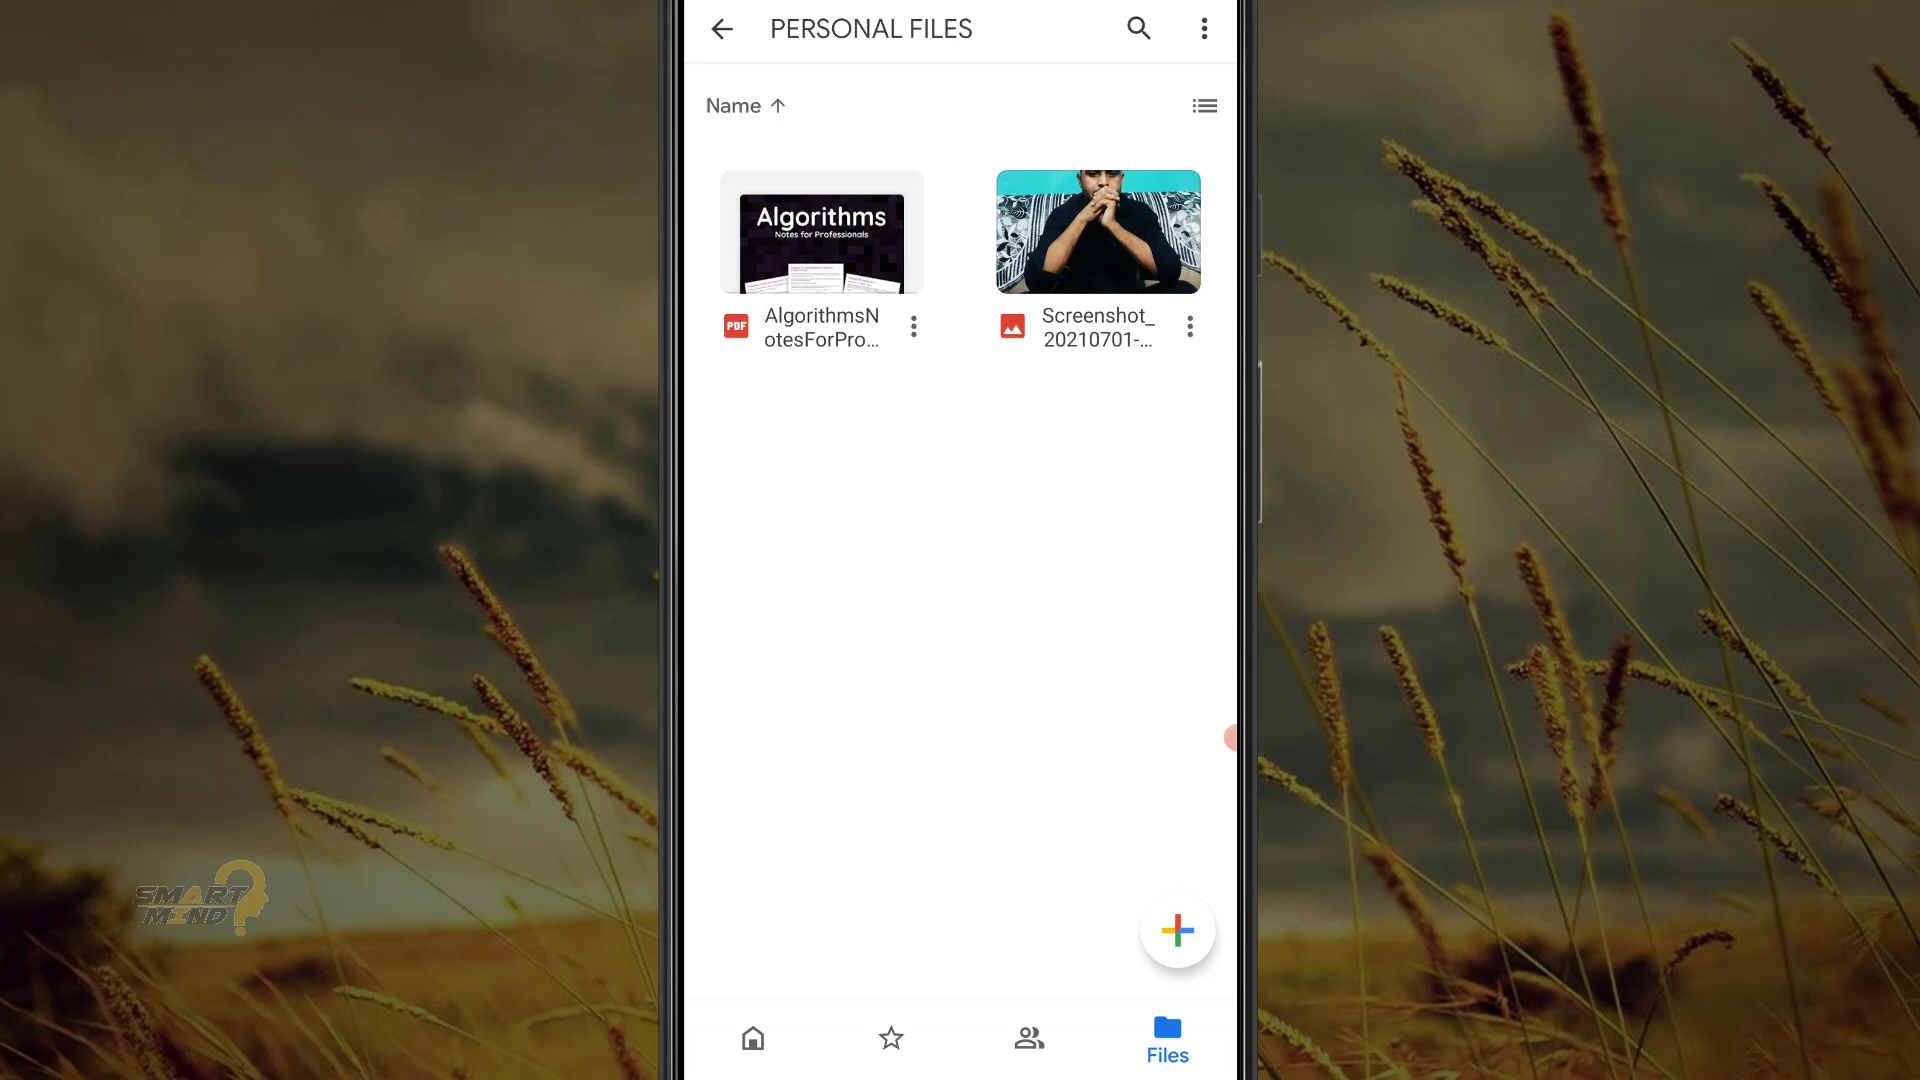 PERSONAL FILES
Name
Algorithms
Notes for Professionals
PDF
AlgorithmsN
otesForPro...
Screenshot_
20210701-...
SMART
MIND
Files